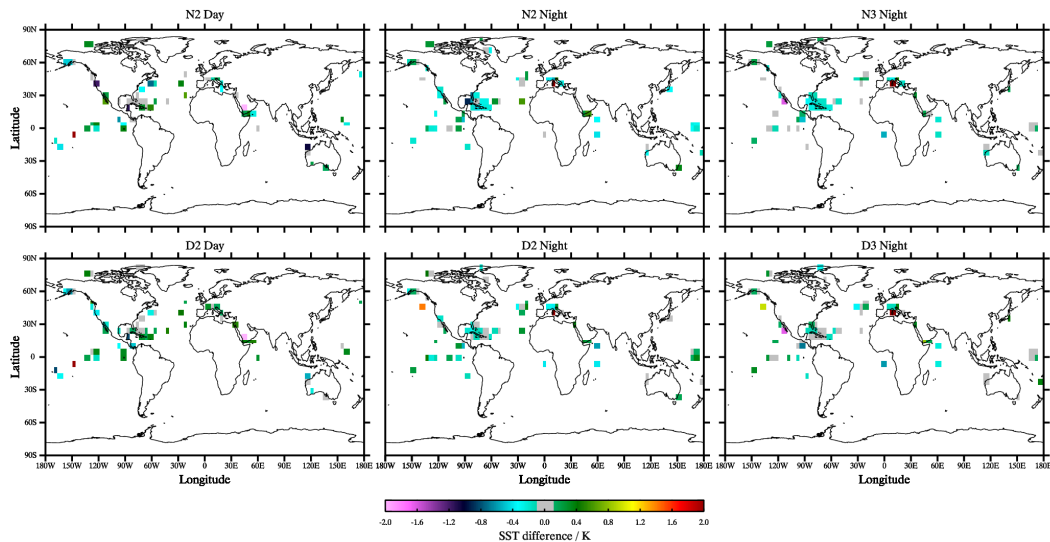 N2 Day
N2 Night
N3 Night
90N
60N
30N
0
30S
60S
90S
Latitude
D2 Day
D2 Night
D3 Night
90N
60N
30N
0
30S
60S
90S
Latitude
180W 150W 120W 90W 60W 30W 0 30E 60E 90E 120E 150E 180E
180W 150W 120W 90W 60W 30W 0 30E 60E 90E 120E 150E 180E
180W 150W 120W 90W 60W 30W 0 30E 60E 90E 120E 150E 180E
Longitude
Longitude
Longitude
-2.0 -1.6 -1.2 -0.8 -0.4 -0.0 0.4 0.8 1.2 1.6 2.0
SST difference / K